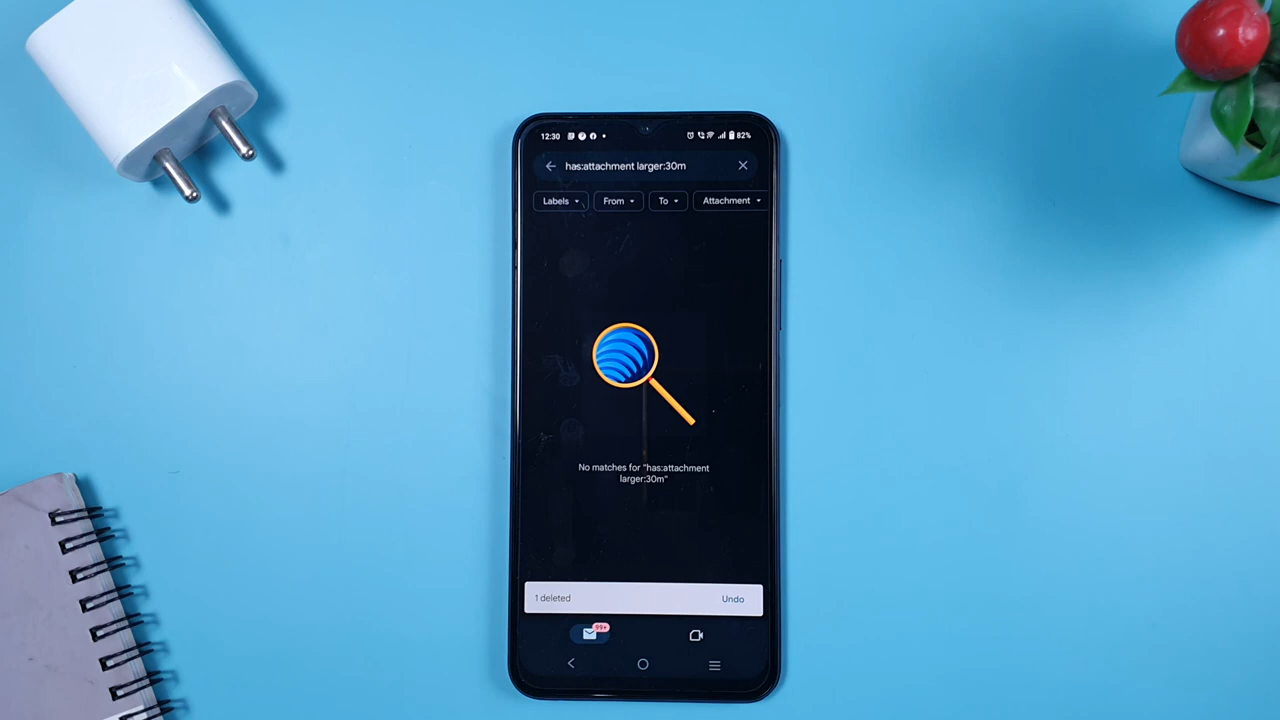 12:30 82%
has:attachment larger:30m
Labels From To Attachment
No matches for "has:attachment
larger:30m"
1 deleted Undo
99+